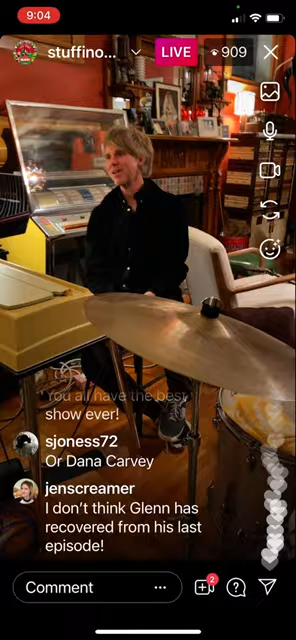 9:04
stuffino...
LIVE
909
You all have the best
show ever!
sjoness72
Or Dana Carvey
jenscreamer
I don't think Glenn has
recovered from his last
episode!
Comment
2